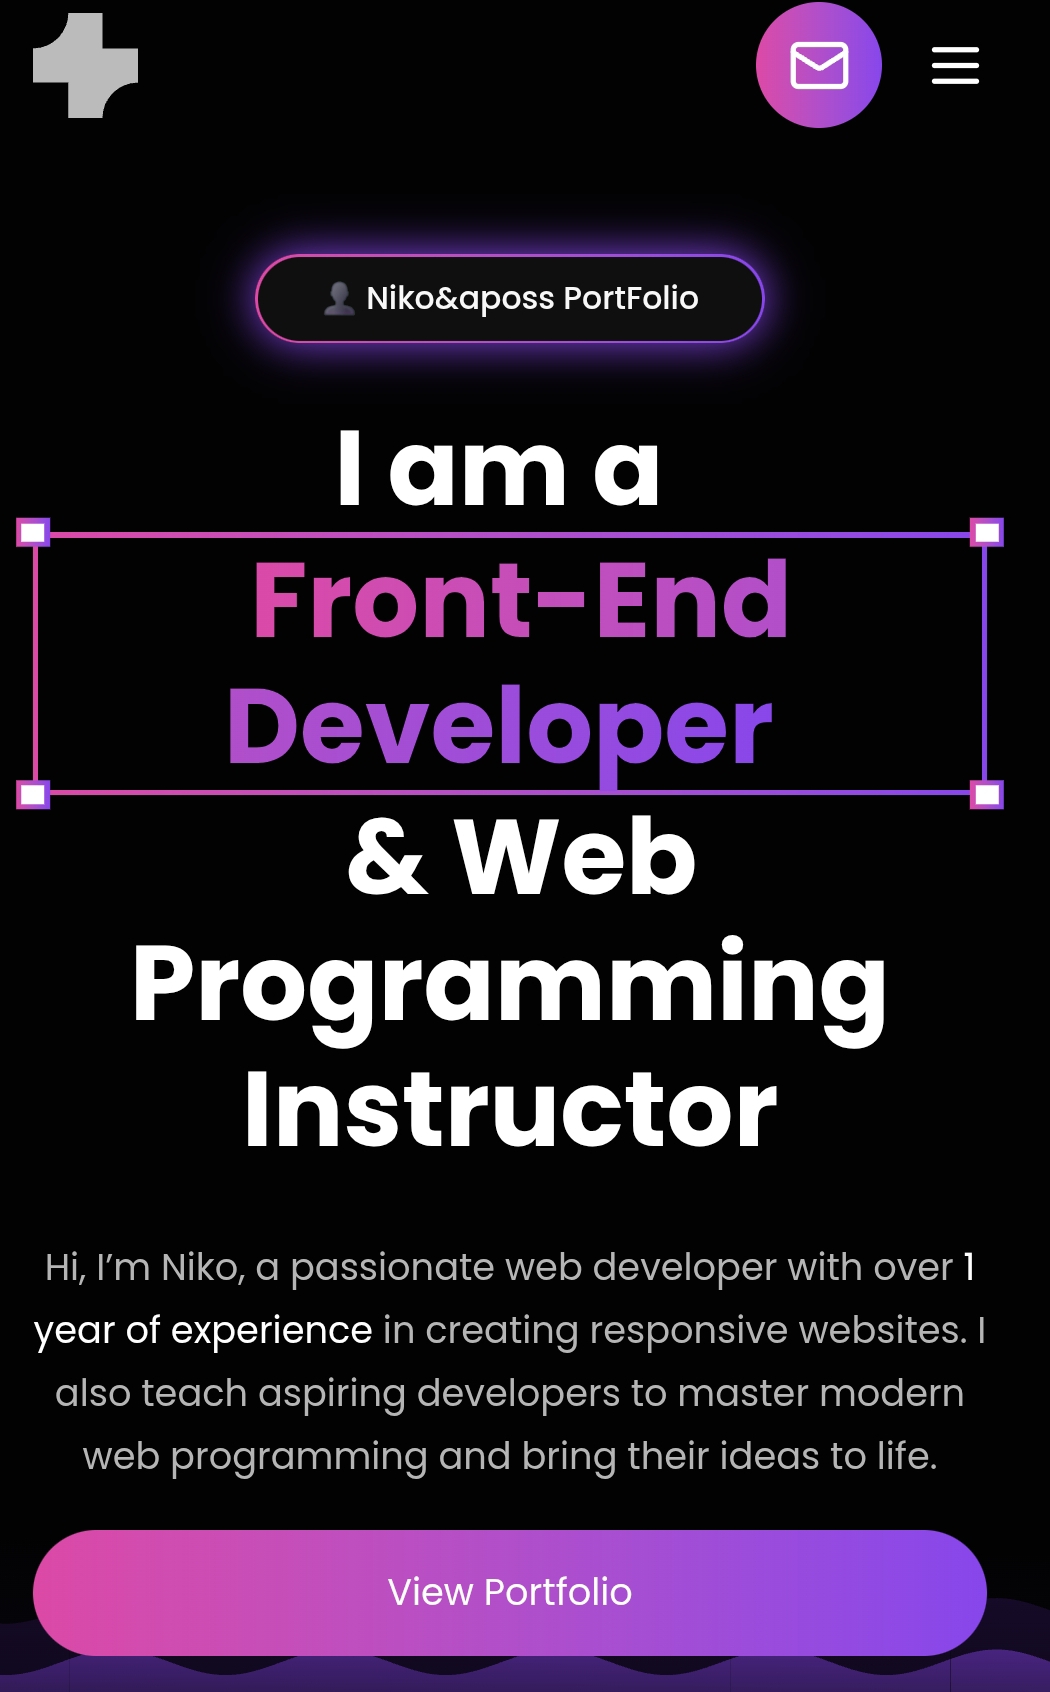 Niko&aposs PortFolio
I am a
Front-End
Developer
& Web
Programming
Instructor
Hi, I’m Niko, a passionate web developer with over 1
year of experience in creating responsive websites. I
also teach aspiring developers to master modern
web programming and bring their ideas to life.
View Portfolio